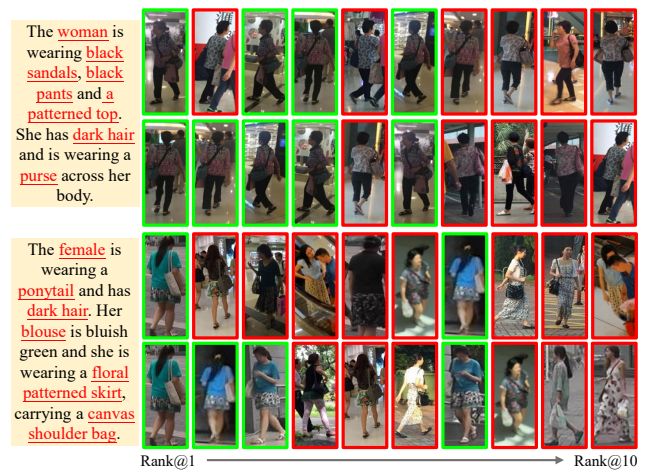 The woman is
wearing black
sandals, black
pants and a
patterned top.
She has dark hair
and is wearing a
purse across her
body.
The female is
wearing a
ponytail and has
dark hair. Her
blouse is bluish
green and she is
wearing a floral
patterned skirt,
carrying a canvas
shoulder bag.
Rank@1
Rank@10